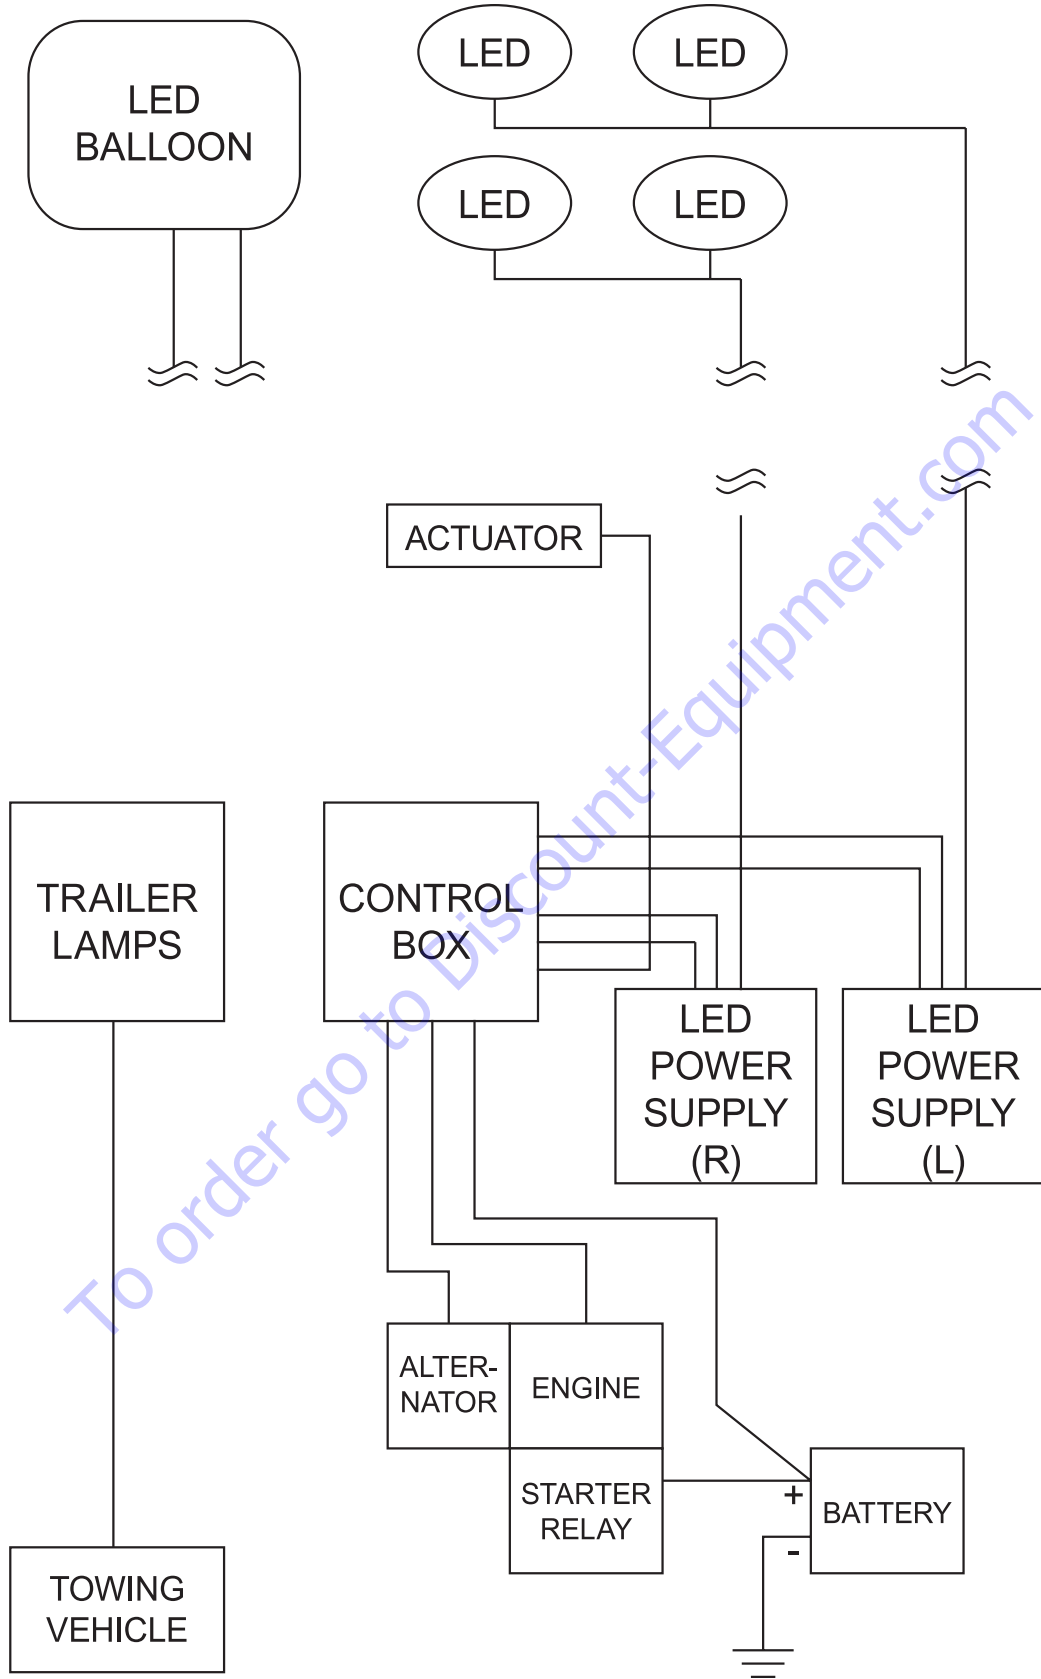 LED
BALLOON
LED
LED
LED
LED
ACTUATOR
TRAILER
LAMPS
CONTROL
BOX
LED
POWER
SUPPLY
(R)
LED
POWER
SUPPLY
(L)
ALTER-
NATOR
ENGINE
STARTER
RELAY
+
-
BATTERY
TOWING
VEHICLE
To order go to Discount-Equipment.com